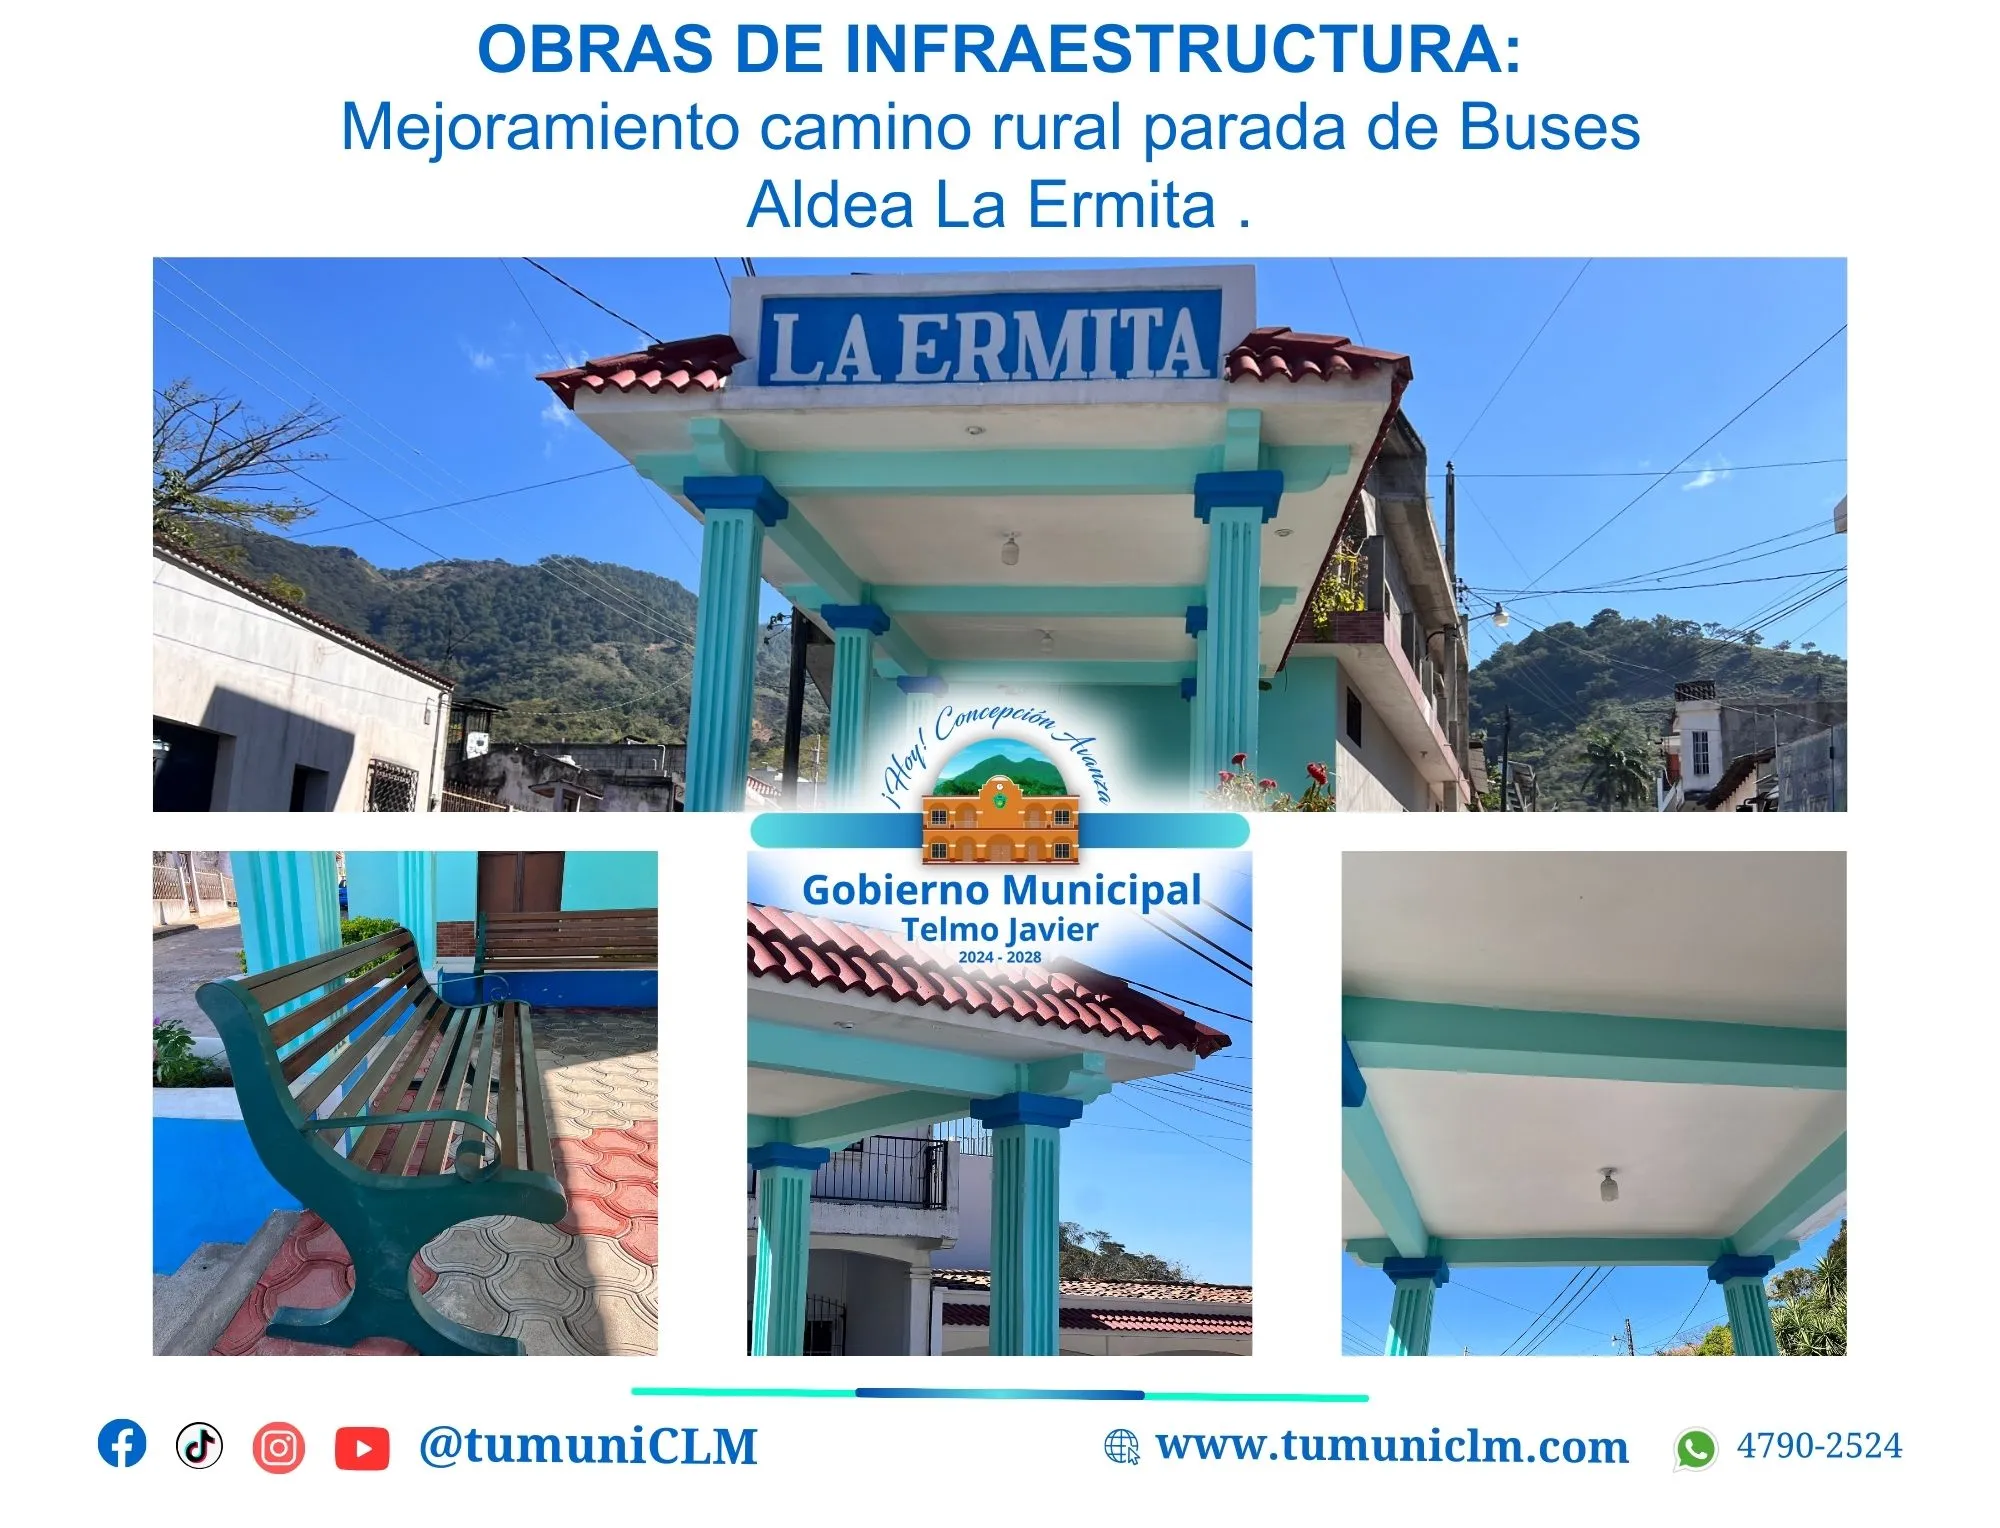 OBRAS DE INFRAESTRUCTURA:
Mejoramiento camino rural parada de Buses
Aldea La Ermita .
LA ERMITA
¡Hoy! Concepción Avanza
Gobierno Municipal
Telmo Javier
2024 - 2028
@tumuniCLM
www.tumuniclm.com
4790-2524